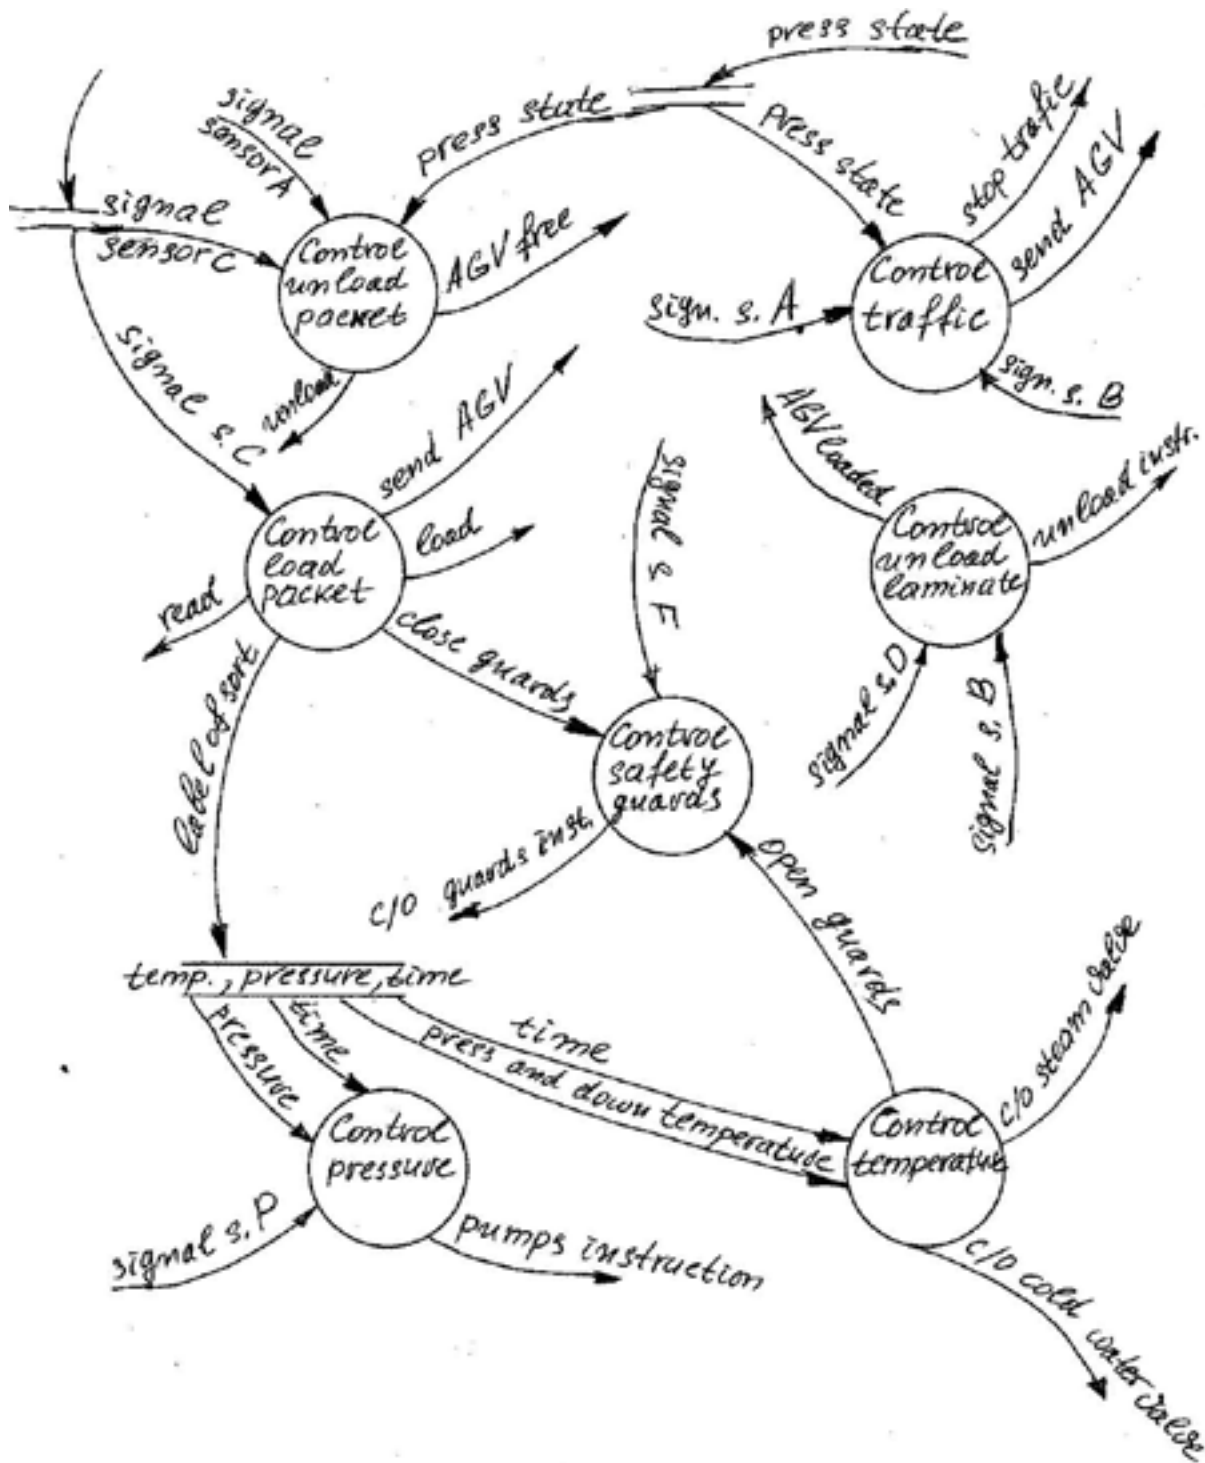 press state
signal
sensor A
press state
press state
stop trafic
send AGV
signal
sensor C
Control
unload
packet
AGV free
Control
traffic
sign. s. A
sign. s. B
signal s. C
unload
send AGV
AGV loaded
unload instr.
signal s F
Control
load
packet
load
Control
unload
laminate
read
close guards
label of sort
signal s. D
signal s. B
Control
safety
guards
c/o guards inst.
open guards
temp., pressure, time
pressure
time
time
press and down temperature
c/o steam valve
Control
pressure
Control
temperature
signal s. P
pumps instruction
c/o cold water valve